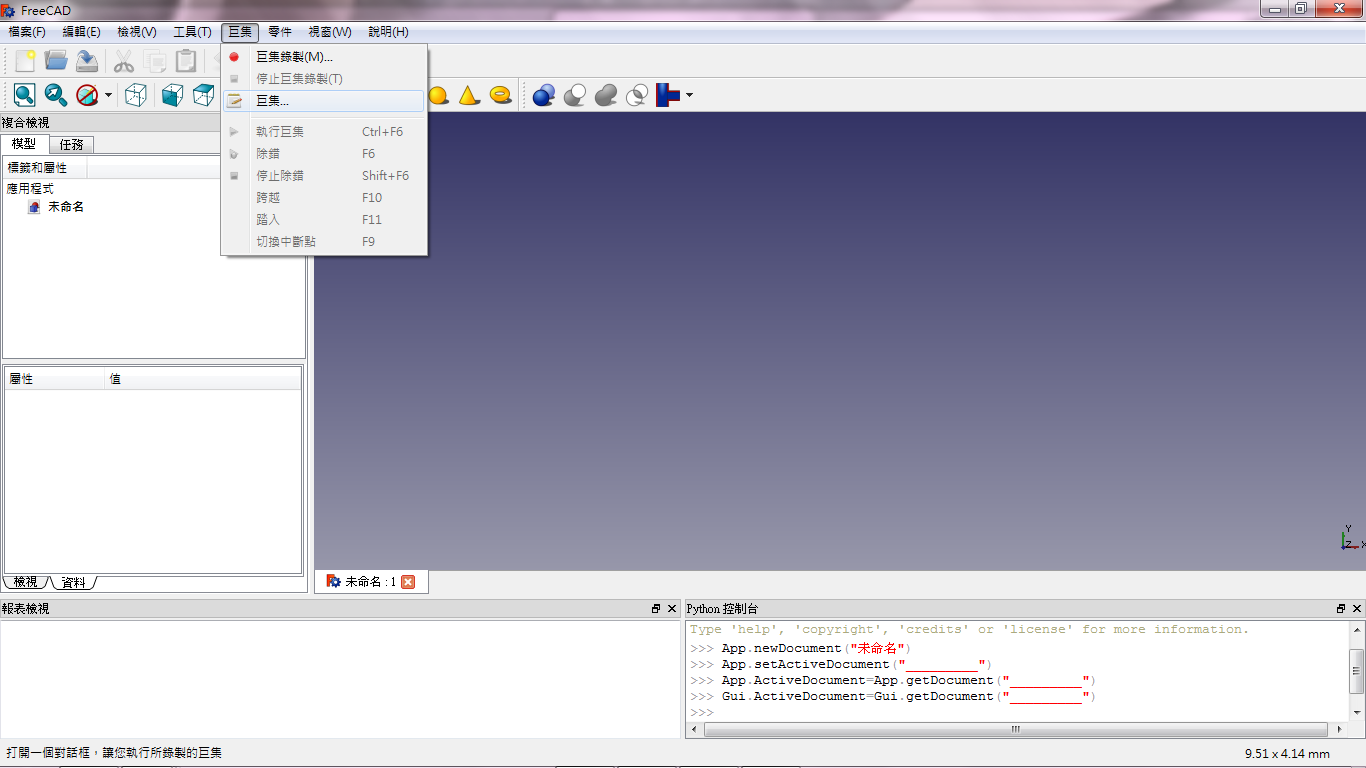 FreeCAD
檔案(F) 編輯(E) 檢視(V) 工具(T) 巨集 零件 視窗(W) 說明(H)
巨集錄製(M)...
停止巨集錄製(T)
巨集...
執行巨集 Ctrl+F6
除錯 F6
停止除錯 Shift+F6
跨越 F10
踏入 F11
切換中斷點 F9
複合檢視
模型 任務
標籤和屬性
應用程式
未命名
屬性 值
檢視 資料
Y
Z X
未命名 : 1
報表檢視
Python 控制台
Type 'help', 'copyright', 'credits' or 'license' for more information.
>>> App.newDocument("未命名")
>>> App.setActiveDocument("_________")
>>> App.ActiveDocument=App.getDocument("_________")
>>> Gui.ActiveDocument=Gui.getDocument("_________")
>>>
打開一個對話框，讓您執行所錄製的巨集
9.51 x 4.14 mm